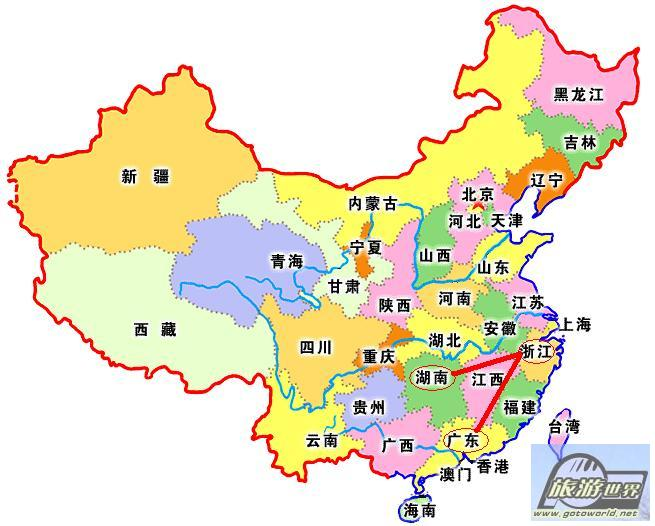 黑龙江
吉林
辽宁
新疆
内蒙古
北京
河北
天津
宁夏
山西
山东
青海
甘肃
陕西
河南
江苏
西藏
安徽
上海
四川
湖北
浙江
重庆
湖南
江西
贵州
福建
云南
广西
广东
台湾
澳门
香港
海南
旅游世界
www.gotoworld.net